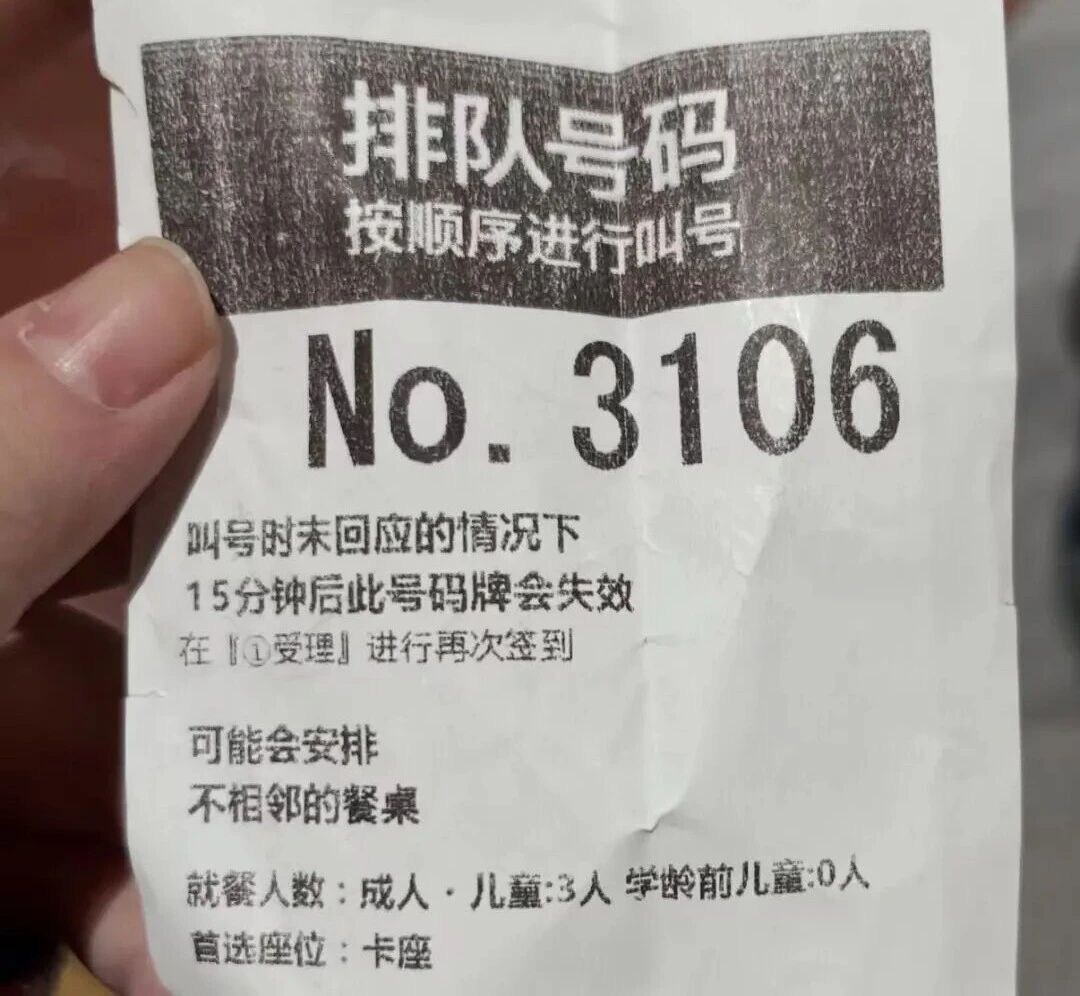 排队号码
按顺序进行叫号
No. 3106
叫号时未回应的情况下
15分钟后此号码牌会失效
在『①受理』进行再次签到
可能会安排
不相邻的餐桌
就餐人数：成人·儿童:3人 学龄前儿童:0人
首选座位：卡座